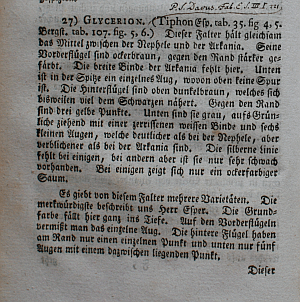 P. S. Davus. Fab. E. S. III. 1.
27) GLYCERION. (Tiphon Esp. tab. 35. fig 4. 5.
Bergst. tab. 107. fig. 5. 6.) Dieser Falter hält gleichsam
das Mittel zwischen der Nephele und der Arkania. Seine
Vorderflügel sind ockerbraun, gegen den Rand stärker ge-
färbt. Die breite Binde der Arkania fehlt hier. Unten
ist in der Spitze ein einzelnes Aug, wovon oben keine Spur
ist. Die Hinterflügel sind oben dunkelbraun, welches sich
bisweilen viel dem Schwarzen nähert. Gegen den Rand
sind drei gelbe Punkte. Unten sind sie grau, aufs Grün-
liche ziehend mit einer zerrissenen weissen Binde und sechs
kleinen Augen, welche deutlicher als bei der Nephele, aber
verblichener als bei der Arkania sind. Die silberne Linie
fehlt bei einigen, bei andern aber ist sie nur sehr schwach
vorhanden. Bei einigen zeigt sich nur ein ockerfarbiger
Saum.
Es giebt von diesem Falter mehrere Varietäten. Die
merkwürdigste beschreibt uns Herr Esper. Die Grund-
farbe fällt hier ganz ins Tiefe. Auf den Vorderflügeln
vermißt man das einzelne Aug. Die hintere Flügel haben
am Rand nur einen einzelnen Punkt und unten nur fünf
Augen mit einem dazwischen liegenden Punkt.
Dieser